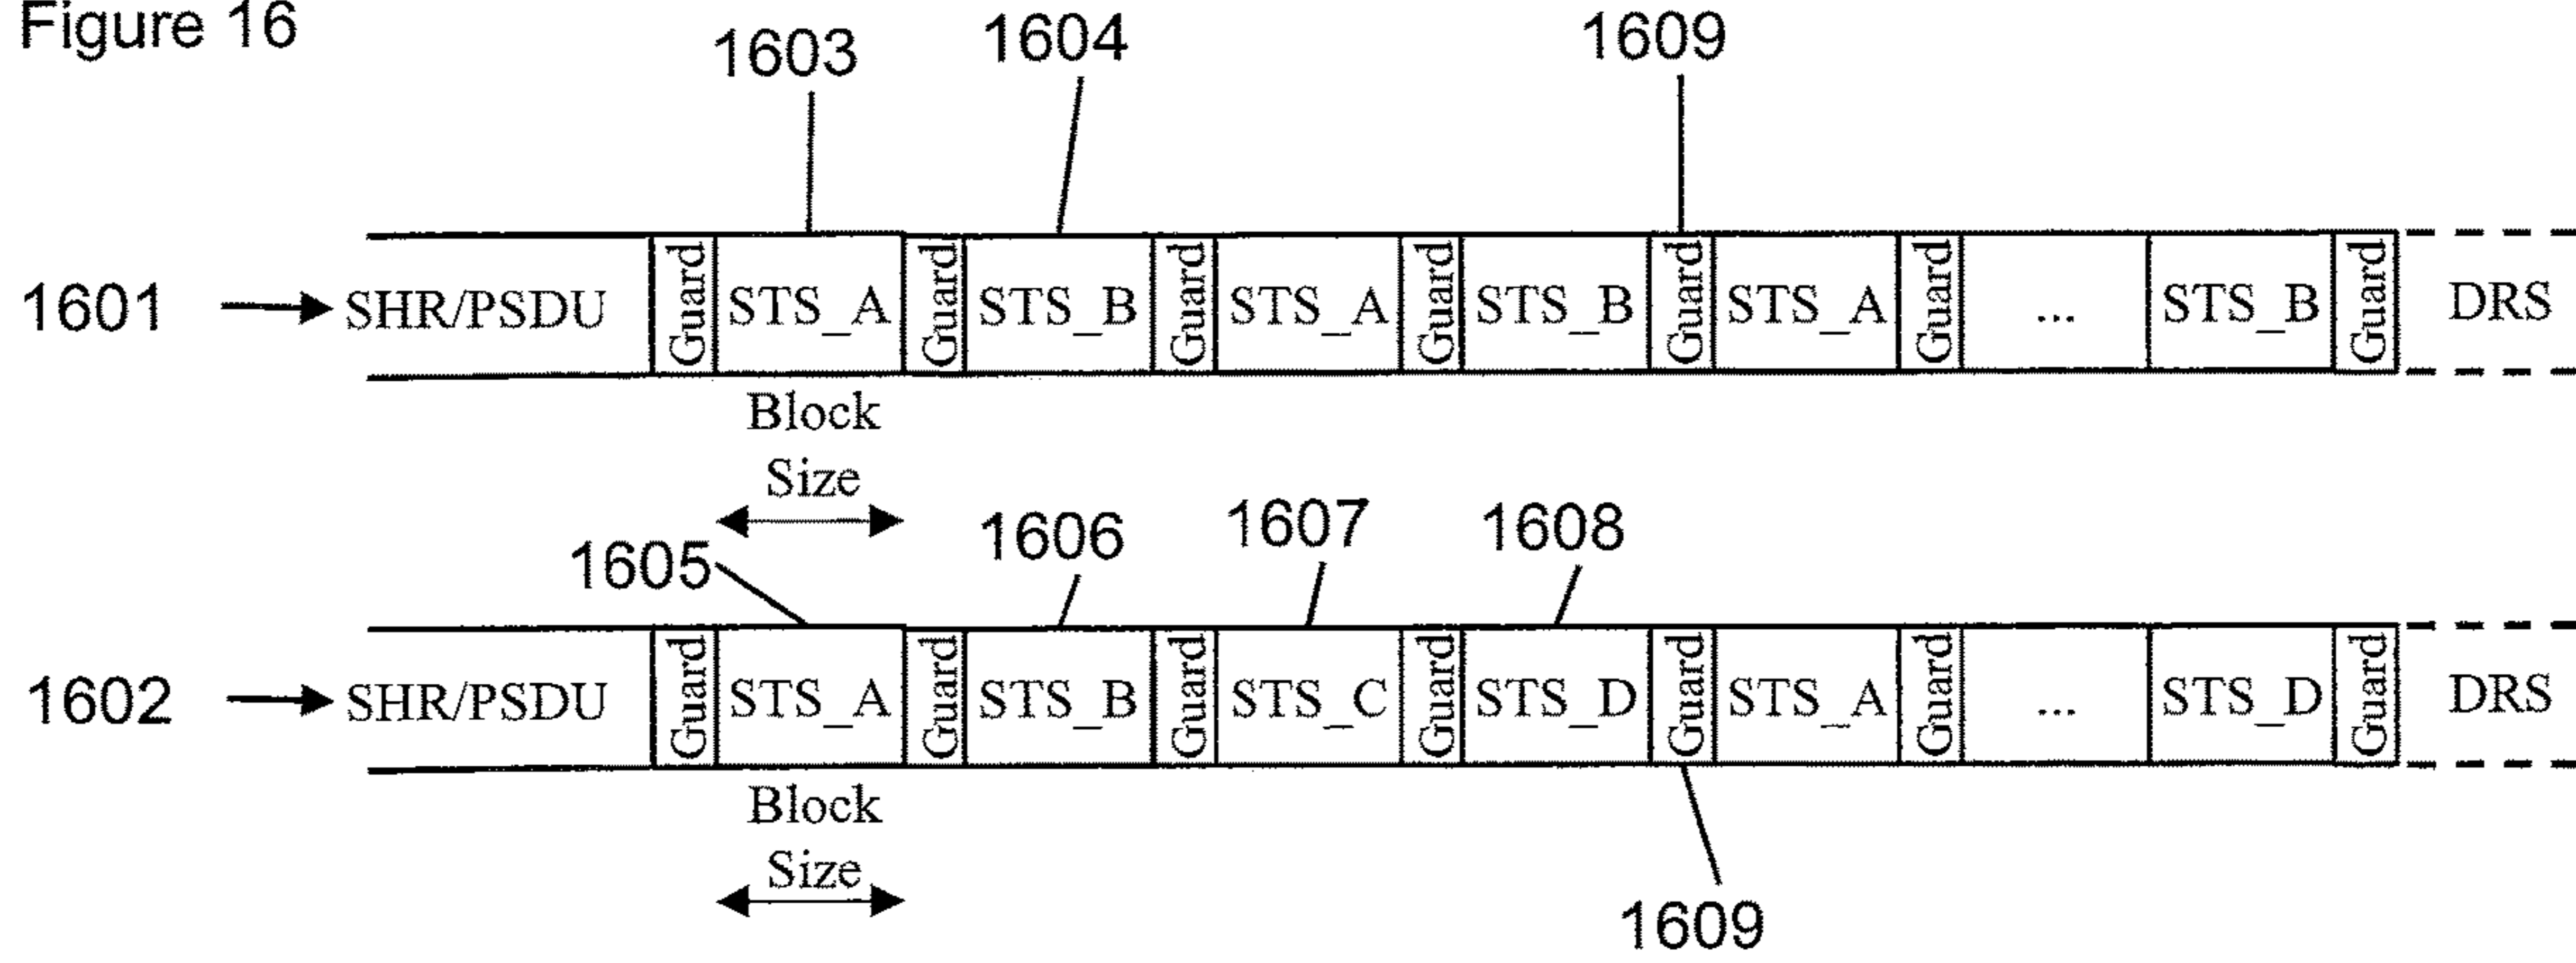 Figure 16
1603 1604 1609
1601 SHR/PSDU Guard STS_A Guard STS_B Guard STS_A Guard STS_B Guard STS_A Guard ... STS_B Guard DRS
Block
Size
1605 1606 1607 1608
1602 SHR/PSDU Guard STS_A Guard STS_B Guard STS_C Guard STS_D Guard STS_A Guard ... STS_D Guard DRS
Block
Size
1609